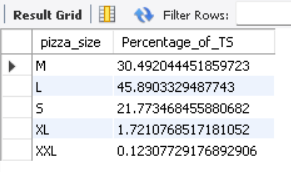 Result Grid Filter Rows:
pizza_size Percentage_of_TS
M 30.492044451859723
L 45.8903329487743
S 21.773468455880682
XL 1.7210768517181052
XXL 0.12307729176892906